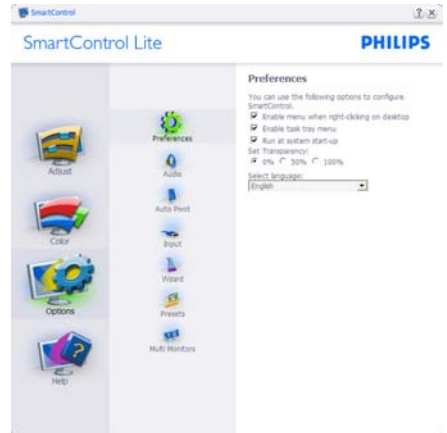 SmartControl
SmartControl Lite
PHILIPS
Adjust
Color
Options
Help
Preferences
Audio
Auto Pivot
Input
Wizard
Presets
Multi Monitors
Preferences
You can use the following options to configure
SmartControl.
Enable menu when right-clicking on desktop
Enable task tray menu
Run at system start-up
Set Transparency:
0% 50% 100%
Select language:
English